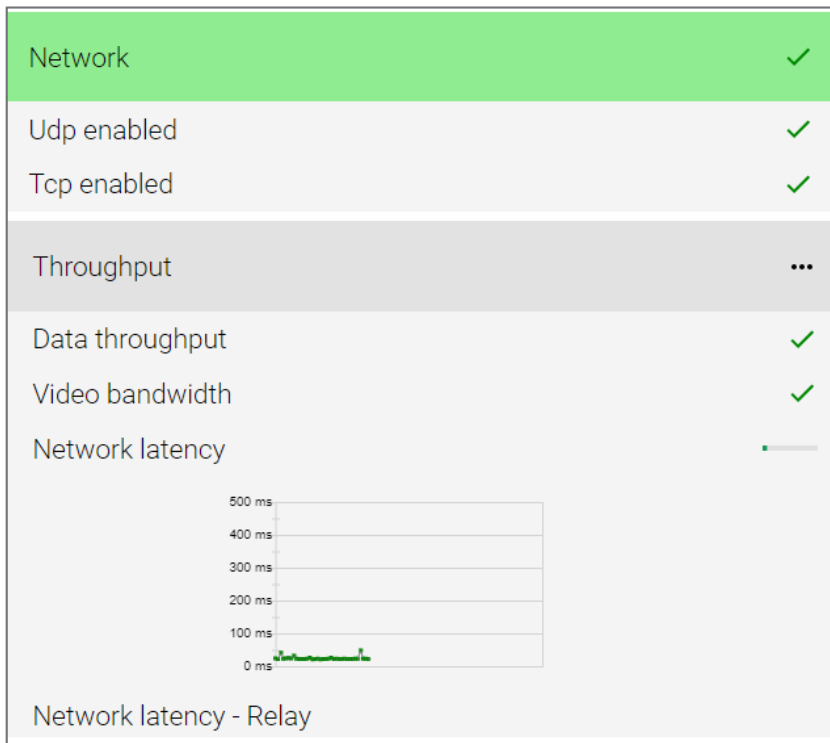 Network
Udp enabled
Tcp enabled
Throughput
Data throughput
Video bandwidth
Network latency
500 ms
400 ms
300 ms
200 ms
100 ms
0 ms
Network latency - Relay